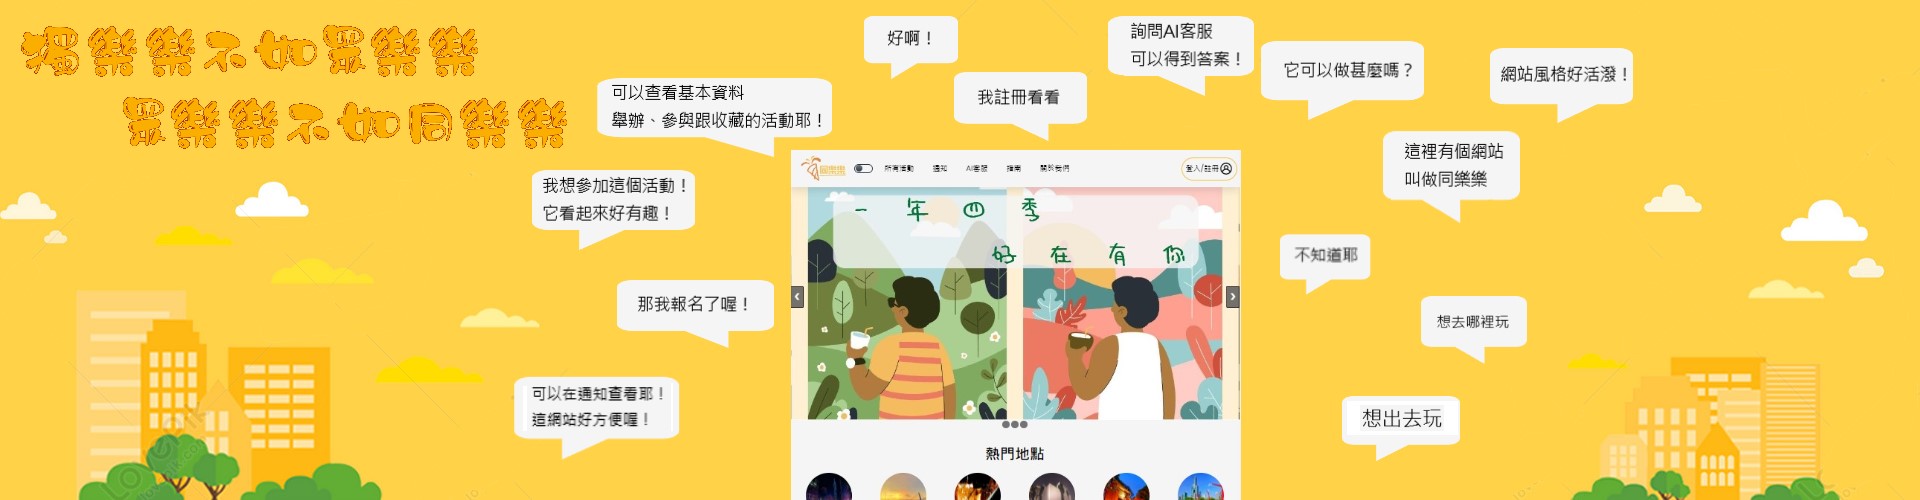 獨樂樂不如眾樂樂
眾樂樂不如同樂樂
好啊！
詢問AI客服
可以得到答案！
它可以做甚麼嗎？
網站風格好活潑！
可以查看基本資料
舉辦、參與跟收藏的活動耶！
我註冊看看
這裡有個網站
叫做同樂樂
同樂樂
所有活動
通知
AI客服
指南
關於我們
登入/註冊
我想參加這個活動！
它看起來好有趣！
一年四季
好在有你
不知道耶
那我報名了喔！
想去哪裡玩
可以在通知查看耶！
這網站好方便喔！
想出去玩
熱門地點